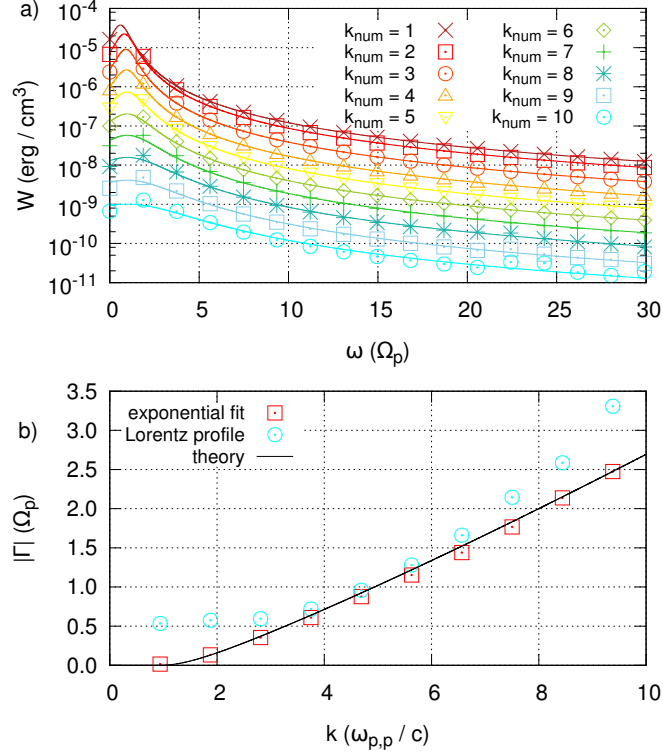 a)
W (erg / cm³)
10⁻⁴
10⁻⁵
10⁻⁶
10⁻⁷
10⁻⁸
10⁻⁹
10⁻¹⁰
10⁻¹¹
k_num = 1
k_num = 2
k_num = 3
k_num = 4
k_num = 5
k_num = 6
k_num = 7
k_num = 8
k_num = 9
k_num = 10
0 5 10 15 20 25 30
ω (Ω_p)
b)
|Γ| (Ω_p)
3.5
3.0
2.5
2.0
1.5
1.0
0.5
0.0
exponential fit
Lorentz profile
theory
0 2 4 6 8 10
k (ω_p,p / c)